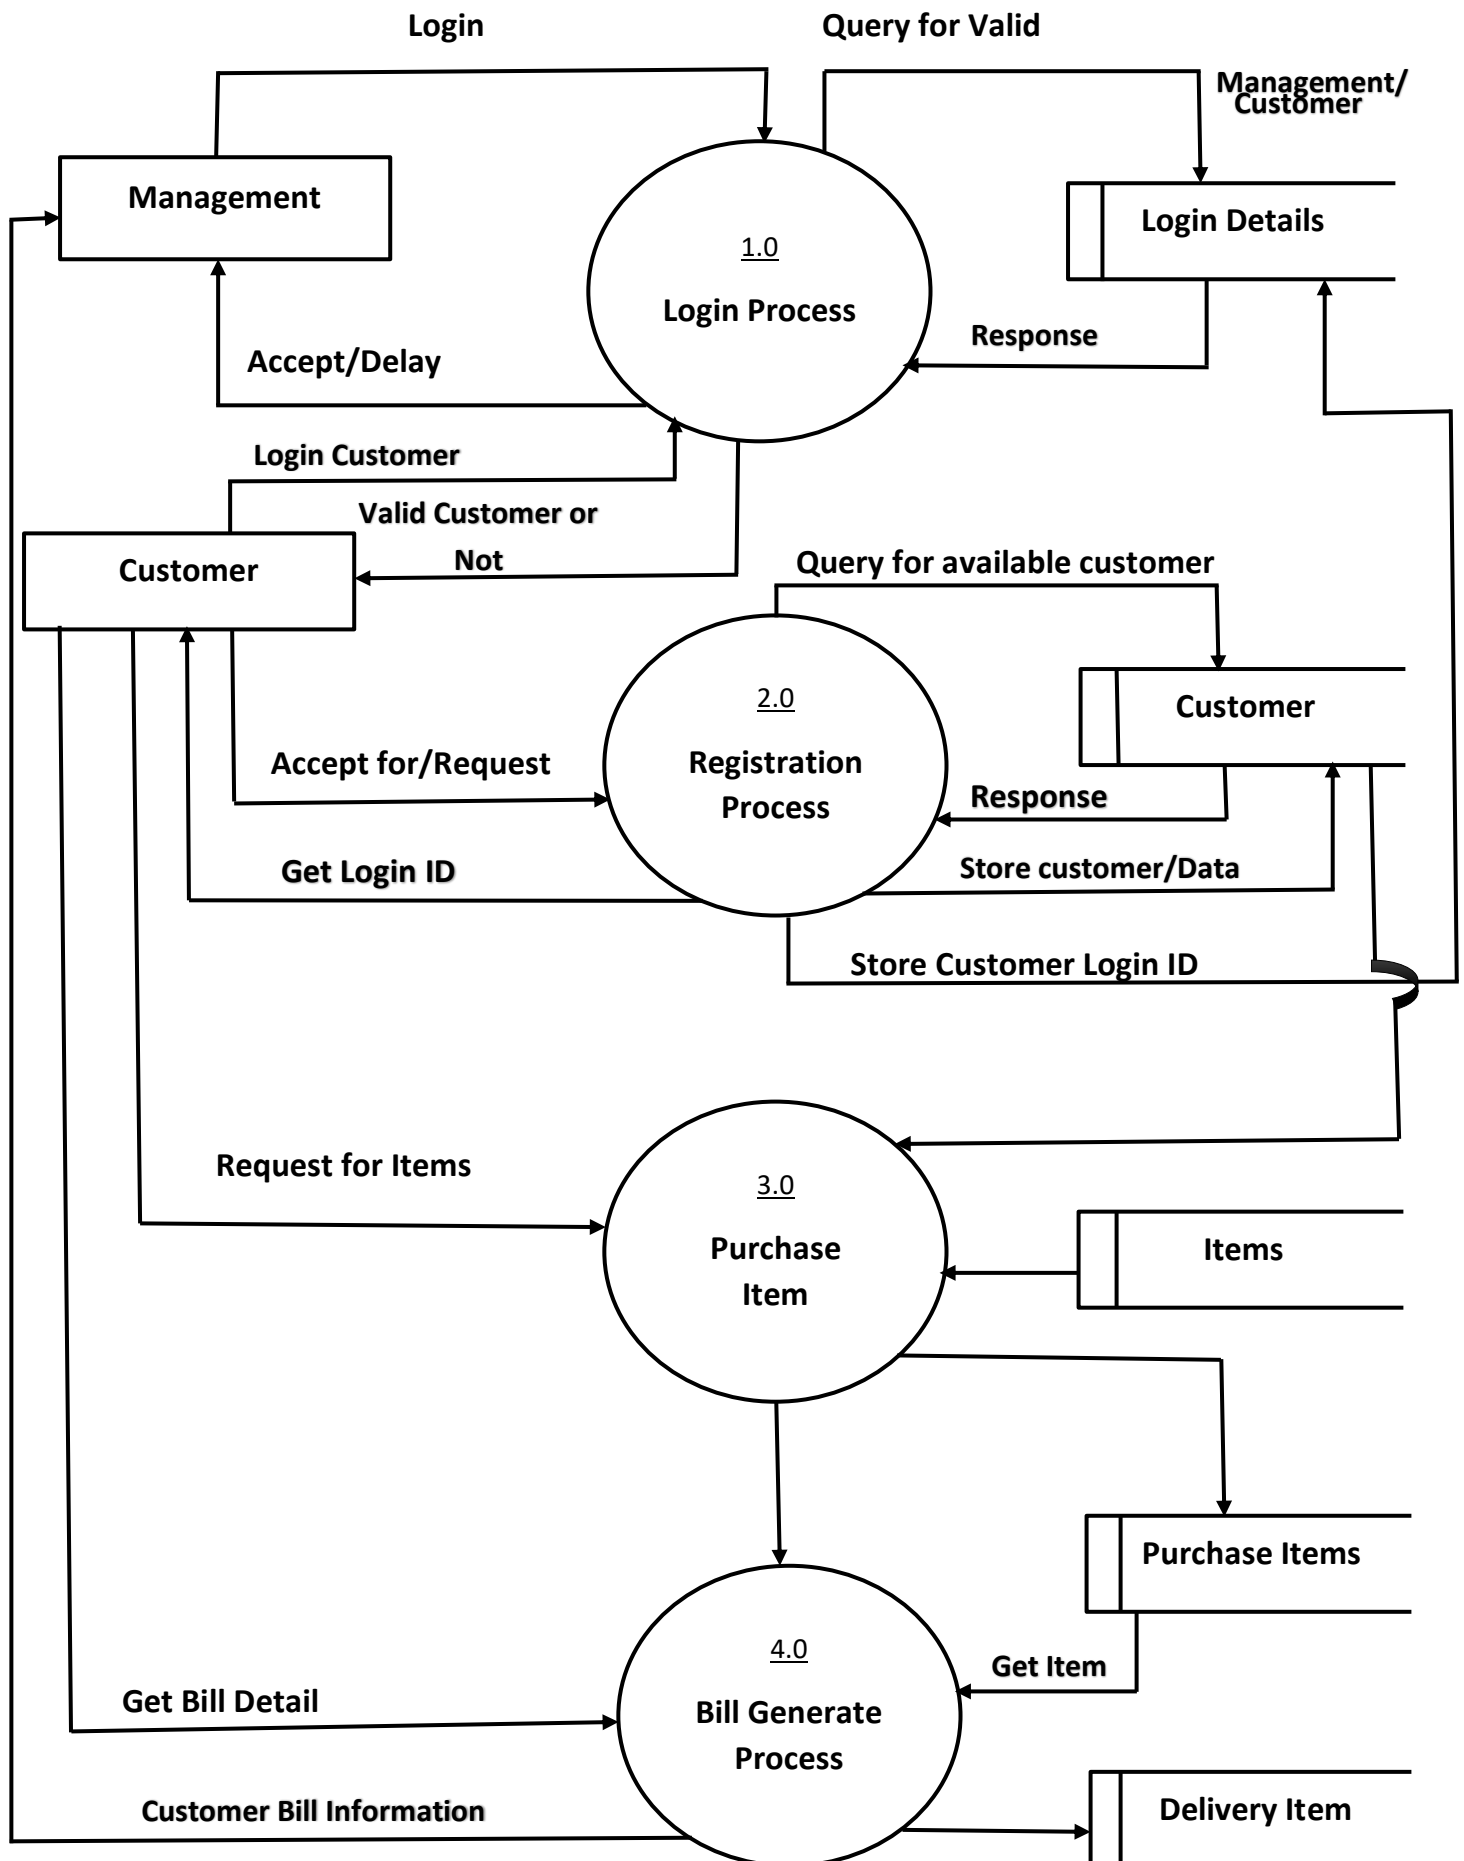 Login
Query for Valid
Management/
Customer
Management
Login Details
1.0
Login Process
Response
Accept/Delay
Login Customer
Valid Customer or
Not
Customer
Query for available customer
2.0
Registration
Process
Customer
Accept for/Request
Response
Get Login ID
Store customer/Data
Store Customer Login ID
Request for Items
3.0
Purchase
Item
Items
Purchase Items
4.0
Bill Generate
Process
Get Item
Get Bill Detail
Customer Bill Information
Delivery Item